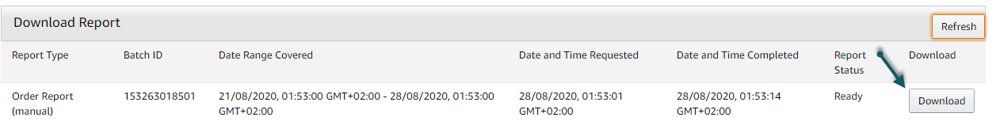 Download Report
Refresh
Report Type Batch ID Date Range Covered Date and Time Requested Date and Time Completed Report Status Download
Order Report (manual) 153263018501 21/08/2020, 01:53:00 GMT+02:00 - 28/08/2020, 01:53:00 GMT+02:00 28/08/2020, 01:53:01 GMT+02:00 28/08/2020, 01:53:14 GMT+02:00 Ready Download